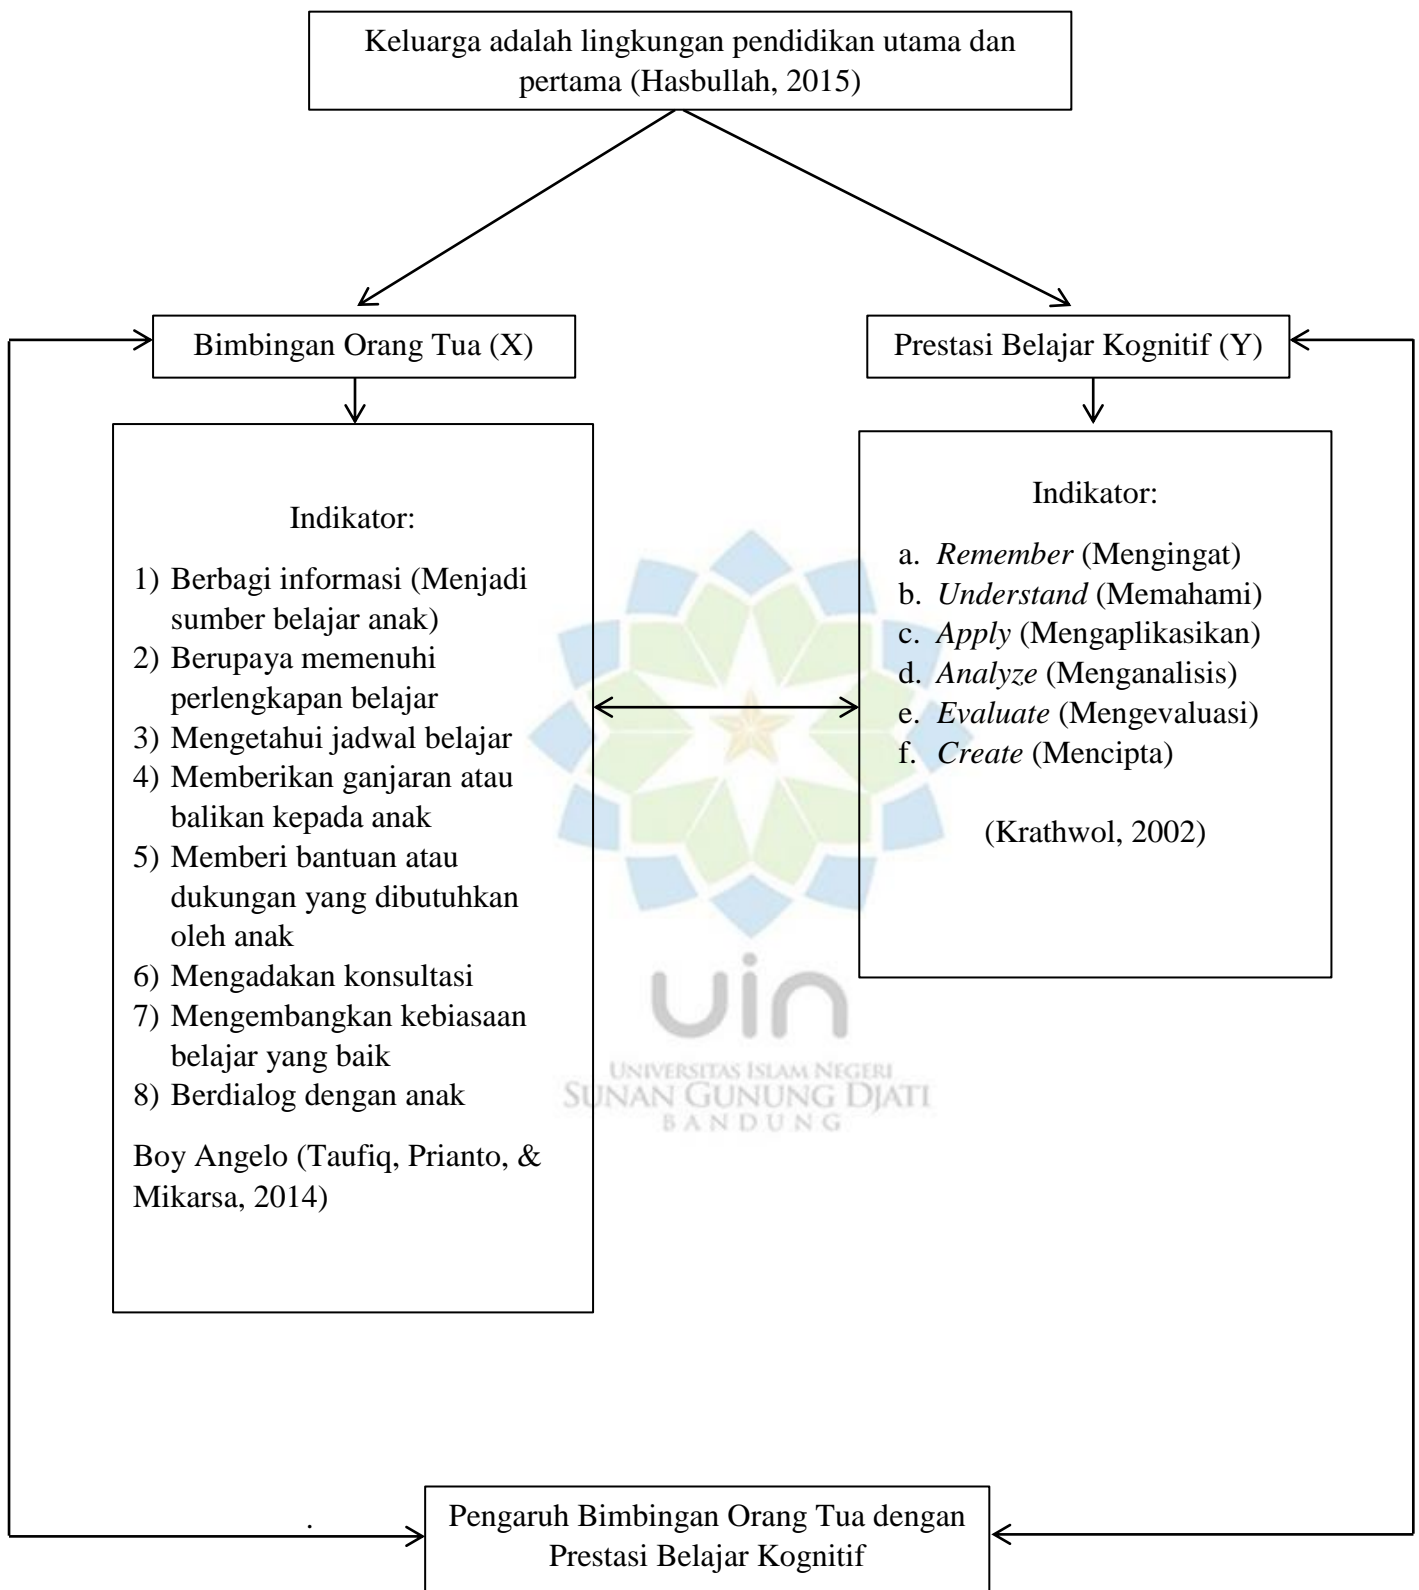 Keluarga adalah lingkungan pendidikan utama dan
pertama (Hasbullah, 2015)
Bimbingan Orang Tua (X)
Prestasi Belajar Kognitif (Y)
Indikator:
1) Berbagi informasi (Menjadi
sumber belajar anak)
2) Berupaya memenuhi
perlengkapan belajar
3) Mengetahui jadwal belajar
4) Memberikan ganjaran atau
balikan kepada anak
5) Memberi bantuan atau
dukungan yang dibutuhkan
oleh anak
6) Mengadakan konsultasi
7) Mengembangkan kebiasaan
belajar yang baik
8) Berdialog dengan anak
Boy Angelo (Taufiq, Prianto, &
Mikarsa, 2014)
Indikator:
a. Remember (Mengingat)
b. Understand (Memahami)
c. Apply (Mengaplikasikan)
d. Analyze (Menganalisis)
e. Evaluate (Mengevaluasi)
f. Create (Mencipta)
(Krathwol, 2002)
uin
UNIVERSITAS ISLAM NEGERI
SUNAN GUNUNG DJATI
BANDUNG
.
Pengaruh Bimbingan Orang Tua dengan
Prestasi Belajar Kognitif